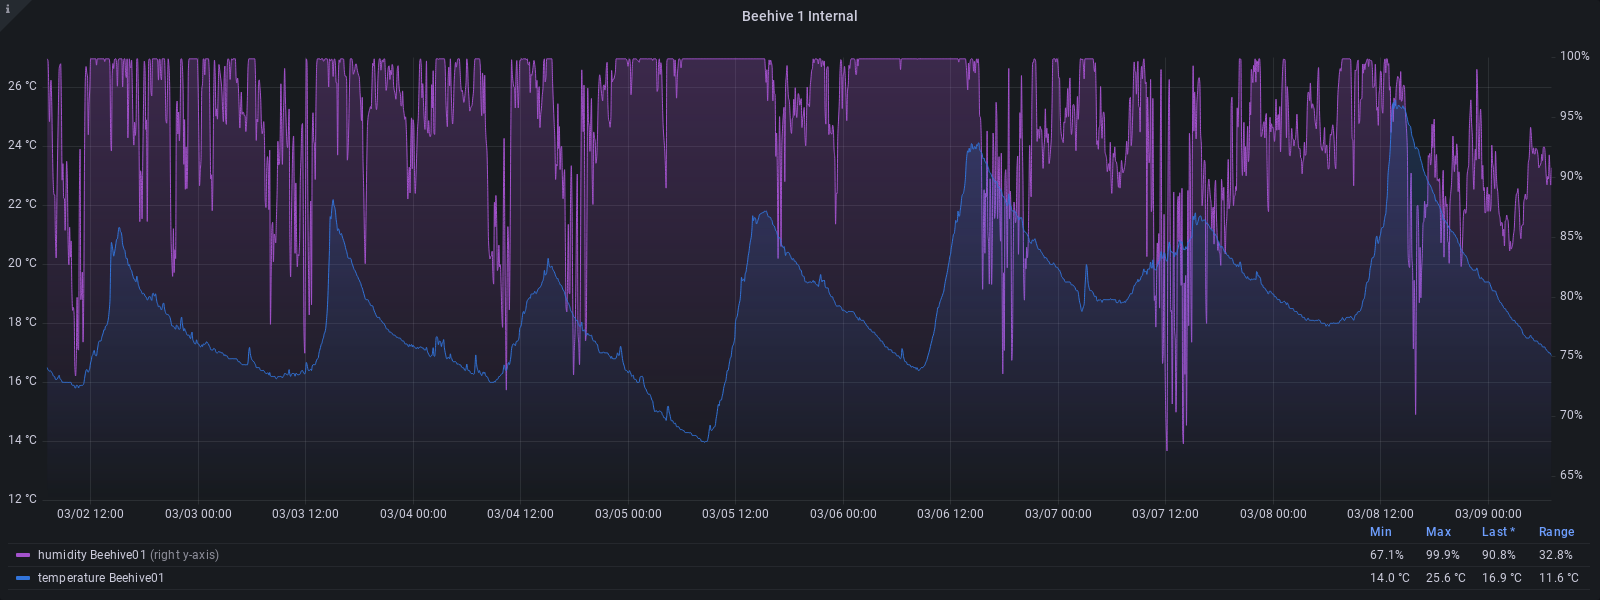 i
Beehive 1 Internal
100%
26 °C
95%
24 °C
90%
22 °C
85%
20 °C
80%
18 °C
75%
16 °C
70%
14 °C
65%
12 °C
03/02 12:00 03/03 00:00 03/03 12:00 03/04 00:00 03/04 12:00 03/05 00:00 03/05 12:00 03/06 00:00 03/06 12:00 03/07 00:00 03/07 12:00 03/08 00:00 03/08 12:00 03/09 00:00
Min Max Last * Range
humidity Beehive01 (right y-axis) 67.1% 99.9% 90.8% 32.8%
temperature Beehive01 14.0 °C 25.6 °C 16.9 °C 11.6 °C